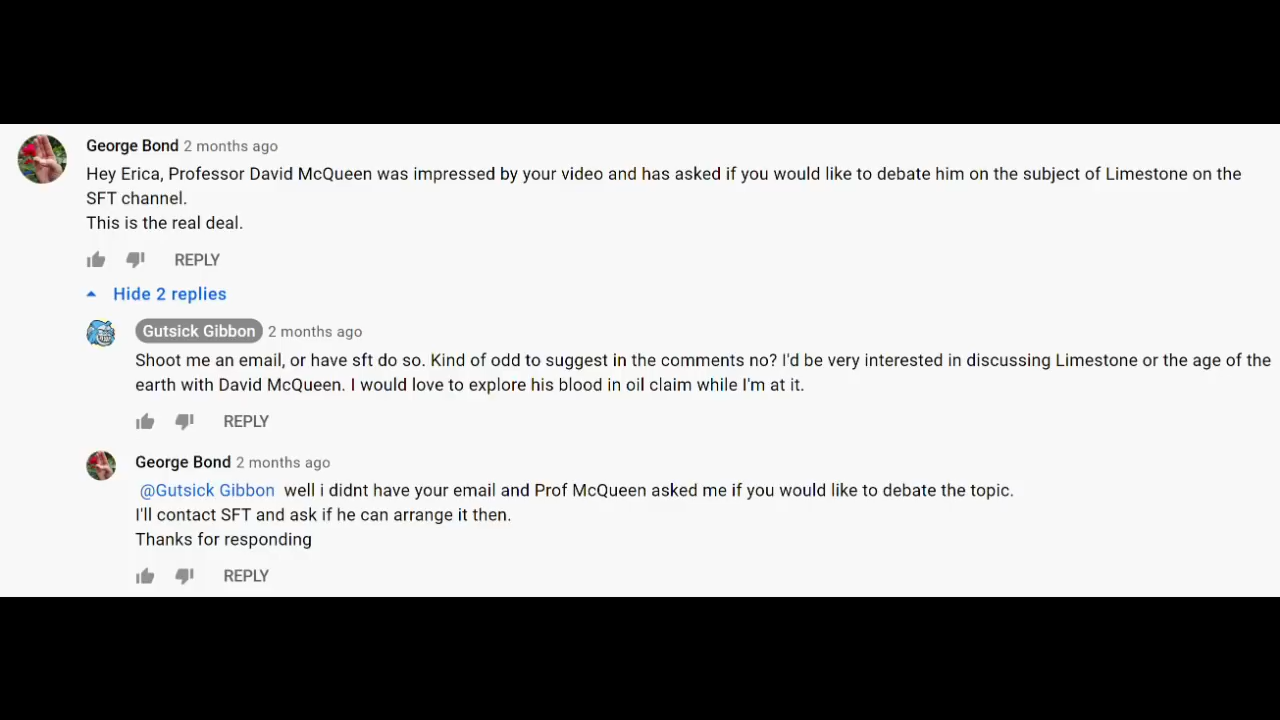 George Bond 2 months ago
Hey Erica, Professor David McQueen was impressed by your video and has asked if you would like to debate him on the subject of Limestone on the
SFT channel.
This is the real deal.
REPLY
Hide 2 replies
Gutsick Gibbon 2 months ago
Shoot me an email, or have sft do so. Kind of odd to suggest in the comments no? I'd be very interested in discussing Limestone or the age of the
earth with David McQueen. I would love to explore his blood in oil claim while I'm at it.
REPLY
George Bond 2 months ago
@Gutsick Gibbon well i didnt have your email and Prof McQueen asked me if you would like to debate the topic.
I'll contact SFT and ask if he can arrange it then.
Thanks for responding
REPLY